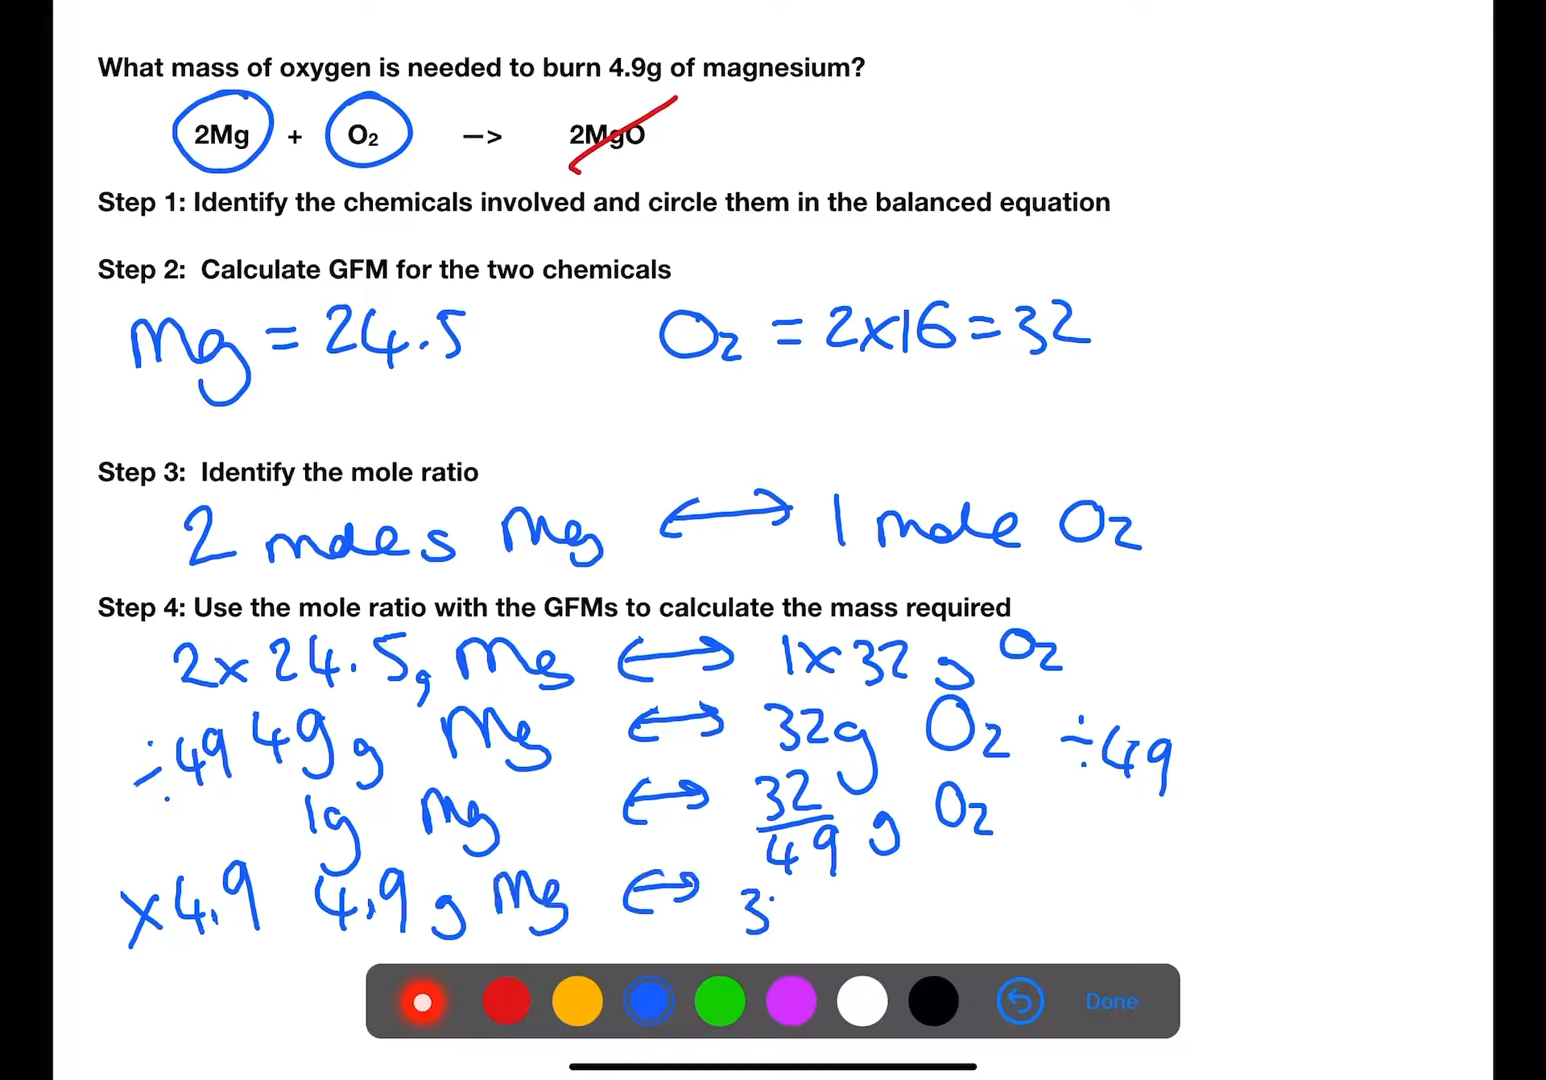 What mass of oxygen is needed to burn 4.9g of magnesium?
2Mg + O₂ —> 2MgO
Step 1: Identify the chemicals involved and circle them in the balanced equation
Step 2: Calculate GFM for the two chemicals
Mg = 24.5 O₂ = 2x16=32
Step 3: Identify the mole ratio
2 moles Mg ⟷ 1 mole O₂
Step 4: Use the mole ratio with the GFMs to calculate the mass required
2x 24.5g Mg ⟷ 1x32g O₂
÷49 49g Mg ⟷ 32g O₂ ÷49
1g Mg ⟷ 32/49 g O₂
x4.9 4.9g Mg ⟷ 3
Done